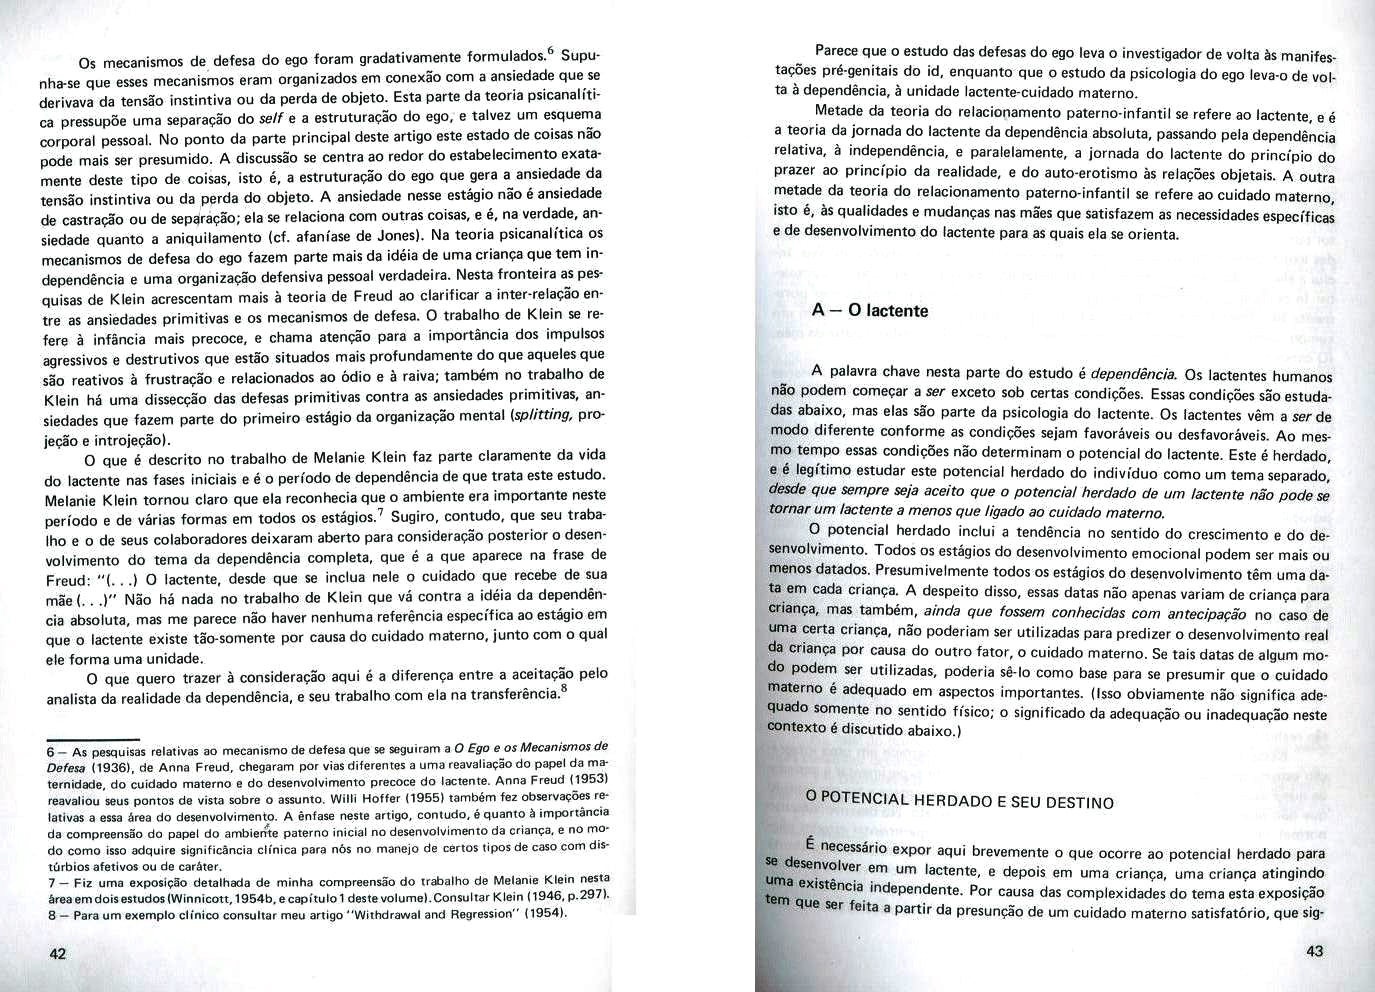 Os mecanismos de defesa do ego foram gradativamente formulados.⁶ Supu-
nha-se que esses mecanismos eram organizados em conexão com a ansiedade que se
derivava da tensão instintiva ou da perda de objeto. Esta parte da teoria psicanalíti-
ca pressupõe uma separação do self e a estruturação do ego, e talvez um esquema
corporal pessoal. No ponto da parte principal deste artigo este estado de coisas não
pode mais ser presumido. A discussão se centra ao redor do estabelecimento exata-
mente deste tipo de coisas, isto é, a estruturação do ego que gera a ansiedade da
tensão instintiva ou da perda do objeto. A ansiedade nesse estágio não é ansiedade
de castração ou de separação; ela se relaciona com outras coisas, e é, na verdade, an-
siedade quanto a aniquilamento (cf. afaníase de Jones). Na teoria psicanalítica os
mecanismos de defesa do ego fazem parte mais da idéia de uma criança que tem in-
dependência e uma organização defensiva pessoal verdadeira. Nesta fronteira as pes-
quisas de Klein acrescentam mais à teoria de Freud ao clarificar a inter-relação en-
tre as ansiedades primitivas e os mecanismos de defesa. O trabalho de Klein se re-
fere à infância mais precoce, e chama atenção para a importância dos impulsos
agressivos e destrutivos que estão situados mais profundamente do que aqueles que
são reativos à frustração e relacionados ao ódio e à raiva; também no trabalho de
Klein há uma dissecção das defesas primitivas contra as ansiedades primitivas, an-
siedades que fazem parte do primeiro estágio da organização mental (splitting, pro-
jeção e introjeção).
O que é descrito no trabalho de Melanie Klein faz parte claramente da vida
do lactente nas fases iniciais e é o período de dependência de que trata este estudo.
Melanie Klein tornou claro que ela reconhecia que o ambiente era importante neste
período e de várias formas em todos os estágios.⁷ Sugiro, contudo, que seu traba-
lho e o de seus colaboradores deixaram aberto para consideração posterior o desen-
volvimento do tema da dependência completa, que é a que aparece na frase de
Freud: "(. . .) O lactente, desde que se inclua nele o cuidado que recebe de sua
mãe (. . .)" Não há nada no trabalho de Klein que vá contra a idéia da dependên-
cia absoluta, mas me parece não haver nenhuma referência específica ao estágio em
que o lactente existe tão-somente por causa do cuidado materno, junto com o qual
ele forma uma unidade.
O que quero trazer à consideração aqui é a diferença entre a aceitação pelo
analista da realidade da dependência, e seu trabalho com ela na transferência.⁸
6 — As pesquisas relativas ao mecanismo de defesa que se seguiram a O Ego e os Mecanismos de
Defesa (1936), de Anna Freud, chegaram por vias diferentes a uma reavaliação do papel da ma-
ternidade, do cuidado materno e do desenvolvimento precoce do lactente. Anna Freud (1953)
reavaliou seus pontos de vista sobre o assunto. Willi Hoffer (1955) também fez observações re-
lativas a essa área do desenvolvimento. A ênfase neste artigo, contudo, é quanto à importância
da compreensão do papel do ambiente paterno inicial no desenvolvimento da criança, e no mo-
do como isso adquire significância clínica para nós no manejo de certos tipos de caso com dis-
túrbios afetivos ou de caráter.
7 — Fiz uma exposição detalhada de minha compreensão do trabalho de Melanie Klein nesta
área em dois estudos (Winnicott, 1954b, e capítulo 1 deste volume). Consultar Klein (1946, p. 297).
8 — Para um exemplo clínico consultar meu artigo "Withdrawal and Regression" (1954).
42
Parece que o estudo das defesas do ego leva o investigador de volta às manifes-
tações pré-genitais do id, enquanto que o estudo da psicologia do ego leva-o de vol-
ta à dependência, à unidade lactente-cuidado materno.
Metade da teoria do relacionamento paterno-infantil se refere ao lactente, e é
a teoria da jornada do lactente da dependência absoluta, passando pela dependência
relativa, à independência, e paralelamente, a jornada do lactente do princípio do
prazer ao princípio da realidade, e do auto-erotismo às relações objetais. A outra
metade da teoria do relacionamento paterno-infantil se refere ao cuidado materno,
isto é, às qualidades e mudanças nas mães que satisfazem as necessidades específicas
e de desenvolvimento do lactente para as quais ela se orienta.
A — O lactente
A palavra chave nesta parte do estudo é dependência. Os lactentes humanos
não podem começar a ser exceto sob certas condições. Essas condições são estuda-
das abaixo, mas elas são parte da psicologia do lactente. Os lactentes vêm a ser de
modo diferente conforme as condições sejam favoráveis ou desfavoráveis. Ao mes-
mo tempo essas condições não determinam o potencial do lactente. Este é herdado,
e é legítimo estudar este potencial herdado do indivíduo como um tema separado,
desde que sempre seja aceito que o potencial herdado de um lactente não pode se
tornar um lactente a menos que ligado ao cuidado materno.
O potencial herdado inclui a tendência no sentido do crescimento e do de-
senvolvimento. Todos os estágios do desenvolvimento emocional podem ser mais ou
menos datados. Presumivelmente todos os estágios do desenvolvimento têm uma da-
ta em cada criança. A despeito disso, essas datas não apenas variam de criança para
criança, mas também, ainda que fossem conhecidas com antecipação no caso de
uma certa criança, não poderiam ser utilizadas para predizer o desenvolvimento real
da criança por causa do outro fator, o cuidado materno. Se tais datas de algum mo-
do podem ser utilizadas, poderia sê-lo como base para se presumir que o cuidado
materno é adequado em aspectos importantes. (Isso obviamente não significa ade-
quado somente no sentido físico; o significado da adequação ou inadequação neste
contexto é discutido abaixo.)
O POTENCIAL HERDADO E SEU DESTINO
É necessário expor aqui brevemente o que ocorre ao potencial herdado para
se desenvolver em um lactente, e depois em uma criança, uma criança atingindo
uma existência independente. Por causa das complexidades do tema esta exposição
tem que ser feita a partir da presunção de um cuidado materno satisfatório, que sig-
43